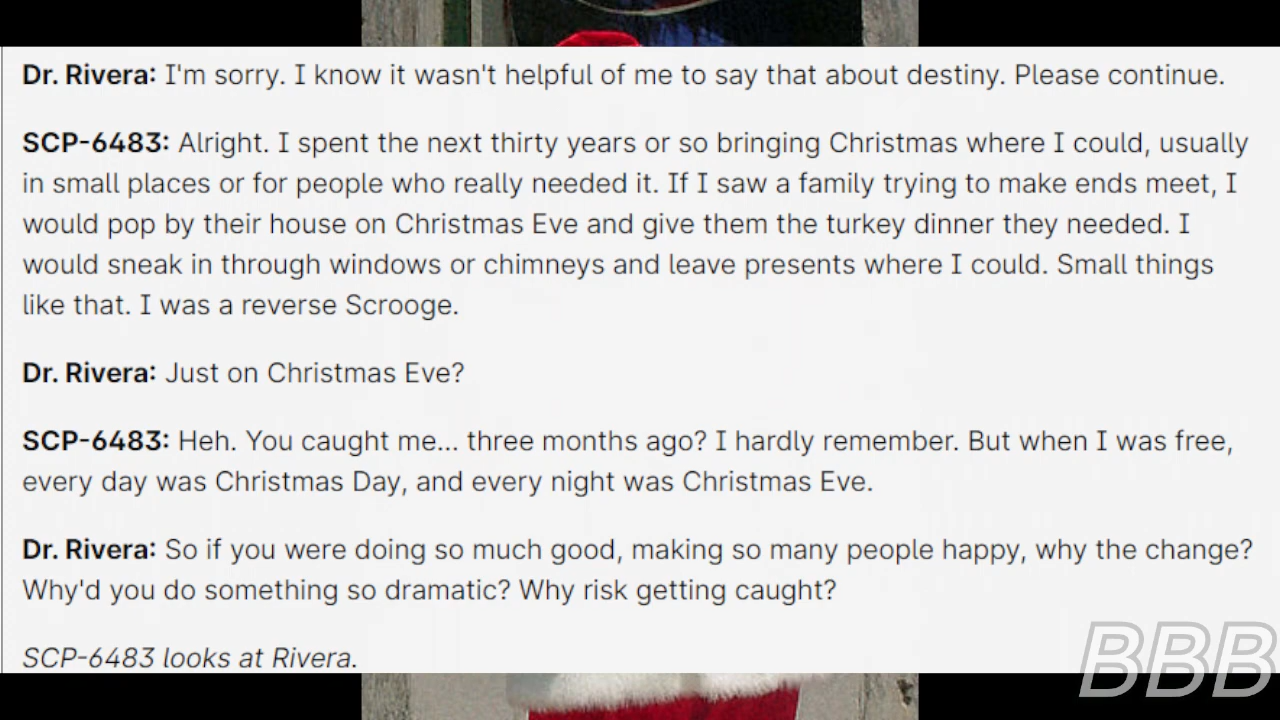 Dr. Rivera: I'm sorry. I know it wasn't helpful of me to say that about destiny. Please continue.
SCP-6483: Alright. I spent the next thirty years or so bringing Christmas where I could, usually
in small places or for people who really needed it. If I saw a family trying to make ends meet, I
would pop by their house on Christmas Eve and give them the turkey dinner they needed. I
would sneak in through windows or chimneys and leave presents where I could. Small things
like that. I was a reverse Scrooge.
Dr. Rivera: Just on Christmas Eve?
SCP-6483: Heh. You caught me... three months ago? I hardly remember. But when I was free,
every day was Christmas Day, and every night was Christmas Eve.
Dr. Rivera: So if you were doing so much good, making so many people happy, why the change?
Why'd you do something so dramatic? Why risk getting caught?
SCP-6483 looks at Rivera.
BBB